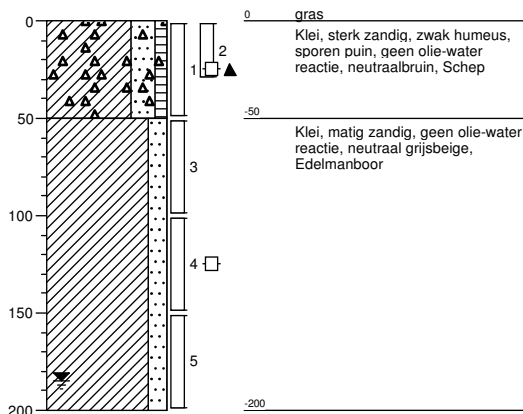 0
50
100
150
200
1
2
3
4
5
0
gras
Klei, sterk zandig, zwak humeus,
sporen puin, geen olie-water
reactie, neutraalbruin, Schep
-50
Klei, matig zandig, geen olie-water
reactie, neutraal grijsbeige,
Edelmanboor
-200